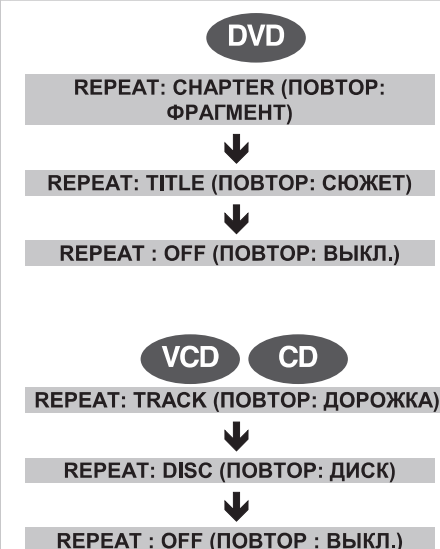 DVD
REPEAT: CHAPTER (ПОВТОР:
ФРАГМЕНТ)
REPEAT: TITLE (ПОВТОР: СЮЖЕТ)
REPEAT : OFF (ПОВТОР: ВЫКЛ.)
VCD CD
REPEAT: TRACK (ПОВТОР: ДОРОЖКА)
REPEAT: DISC (ПОВТОР: ДИСК)
REPEAT : OFF (ПОВТОР : ВЫКЛ.)